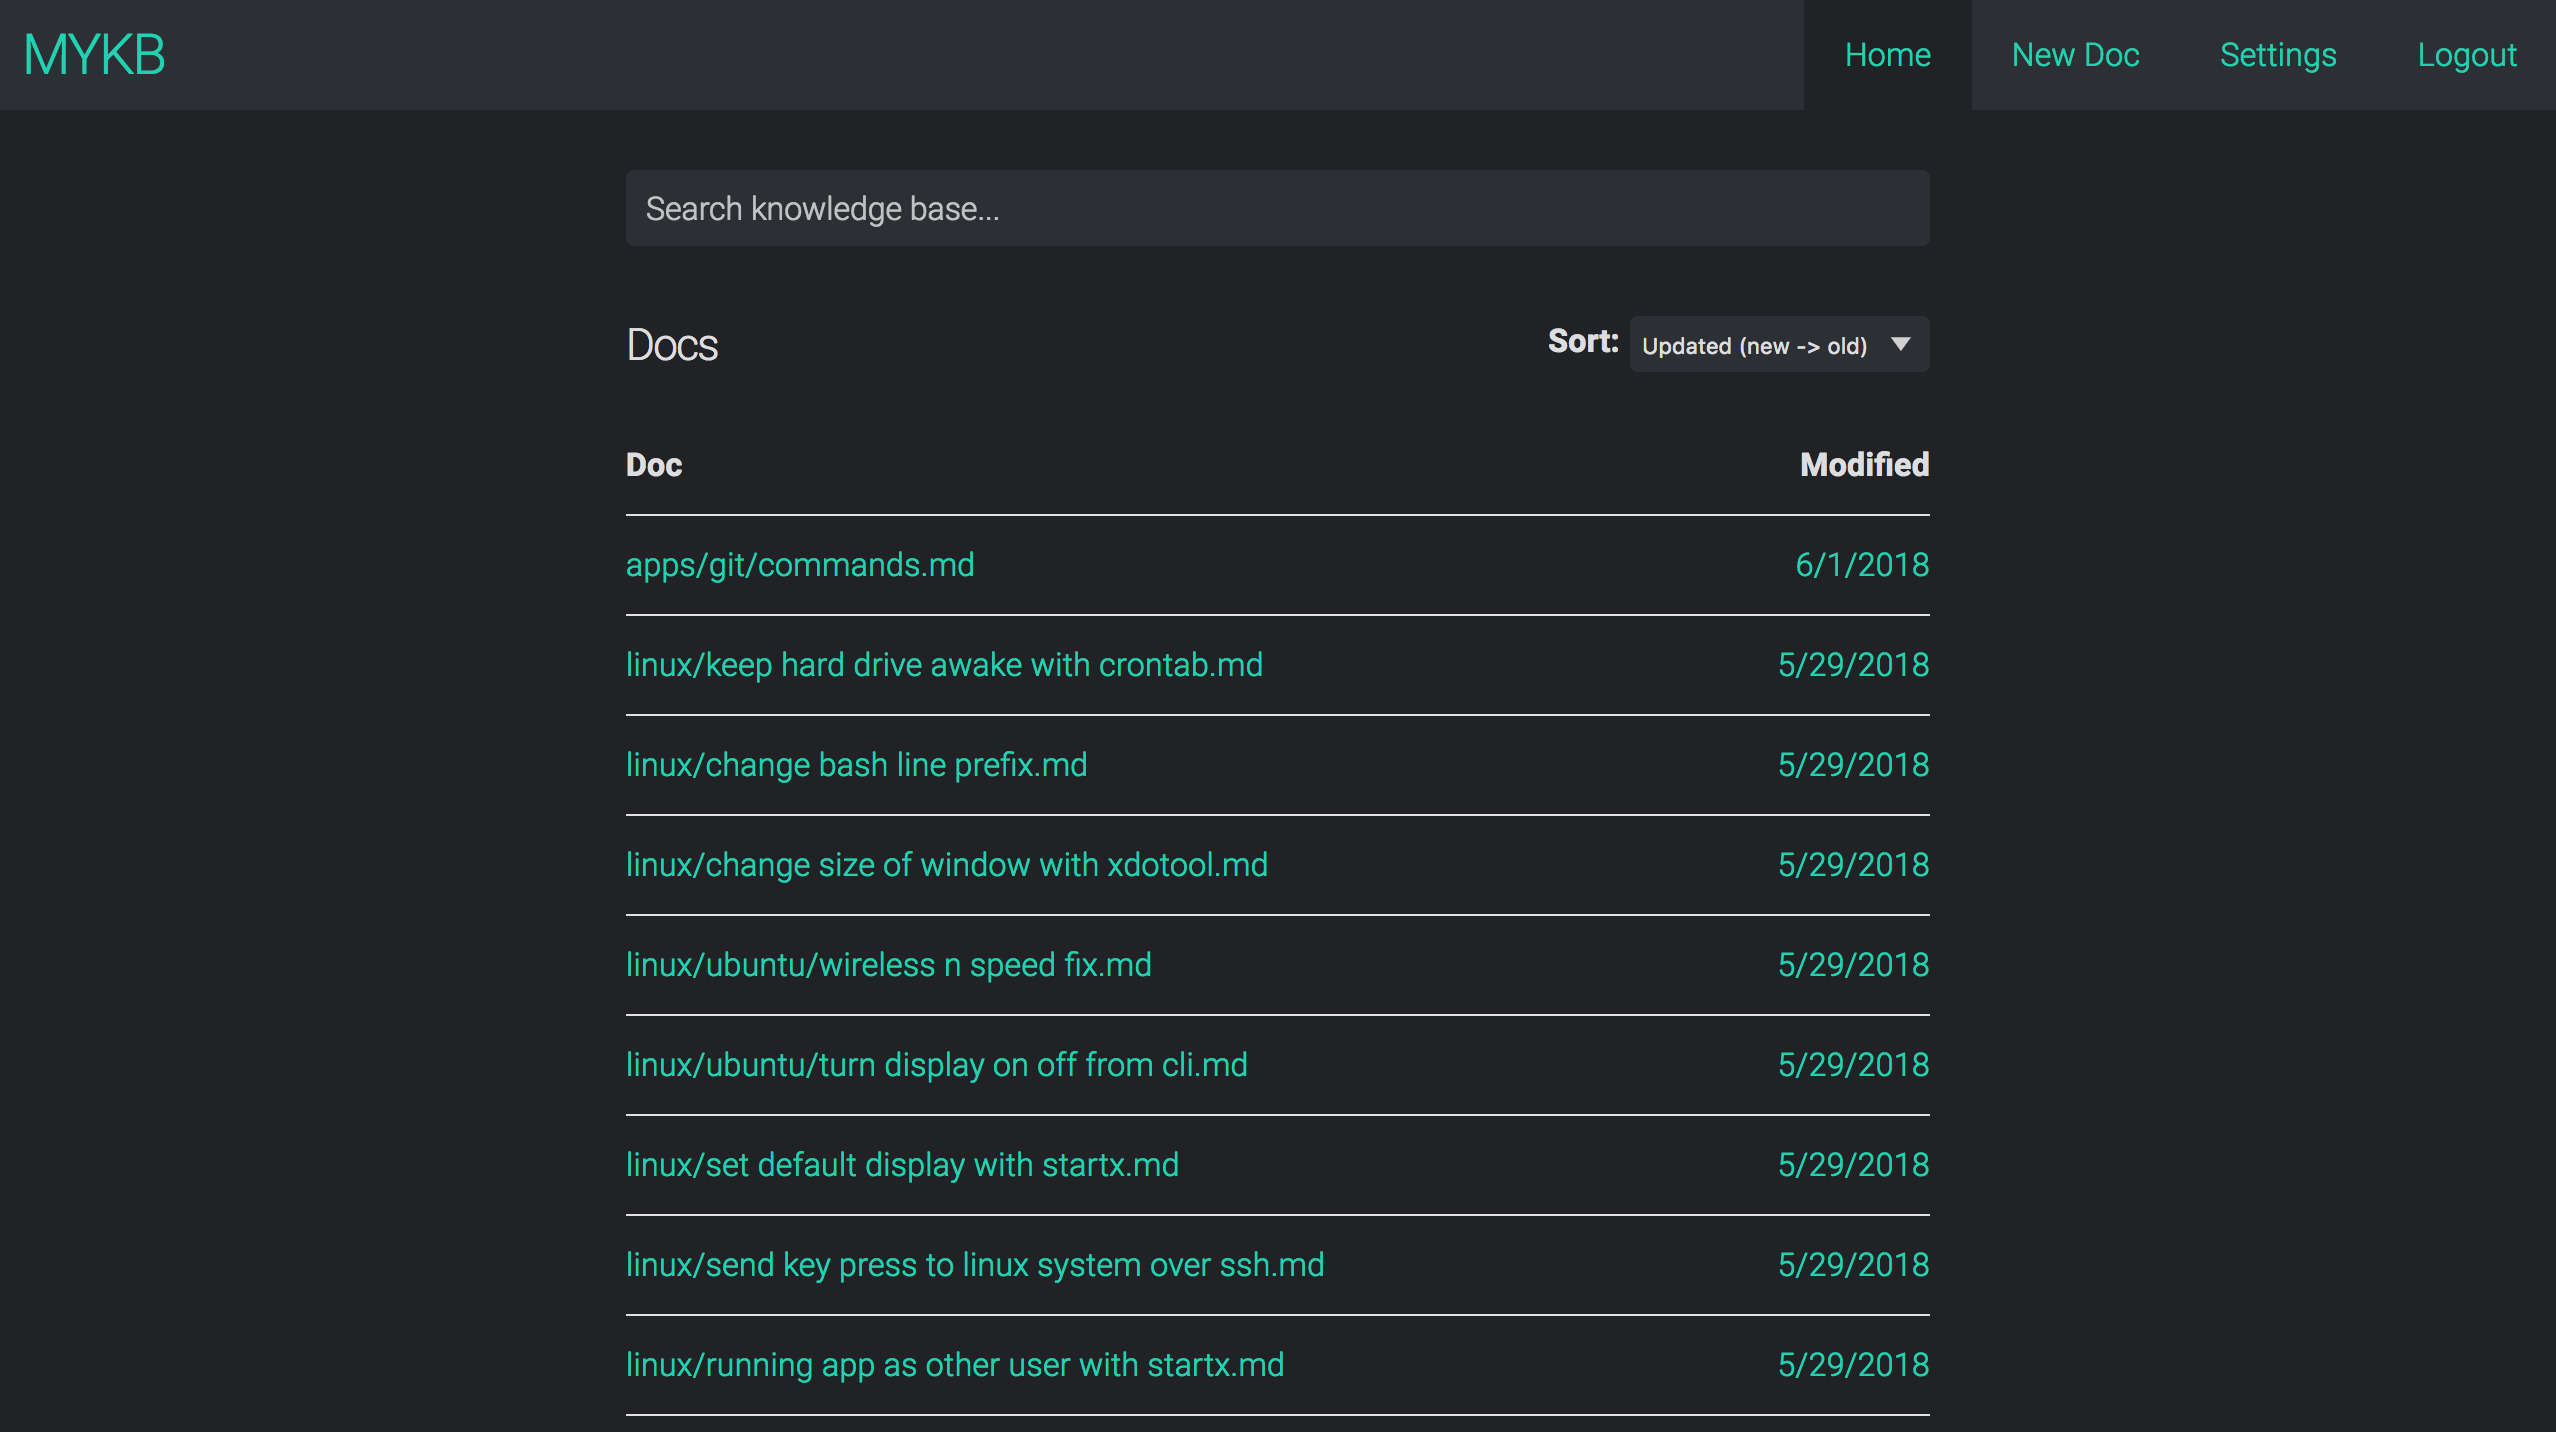 MYKB Home New Doc Settings Logout
Search knowledge base...
Docs Sort: Updated (new -> old)
Doc Modified
apps/git/commands.md 6/1/2018
linux/keep hard drive awake with crontab.md 5/29/2018
linux/change bash line prefix.md 5/29/2018
linux/change size of window with xdotool.md 5/29/2018
linux/ubuntu/wireless n speed fix.md 5/29/2018
linux/ubuntu/turn display on off from cli.md 5/29/2018
linux/set default display with startx.md 5/29/2018
linux/send key press to linux system over ssh.md 5/29/2018
linux/running app as other user with startx.md 5/29/2018